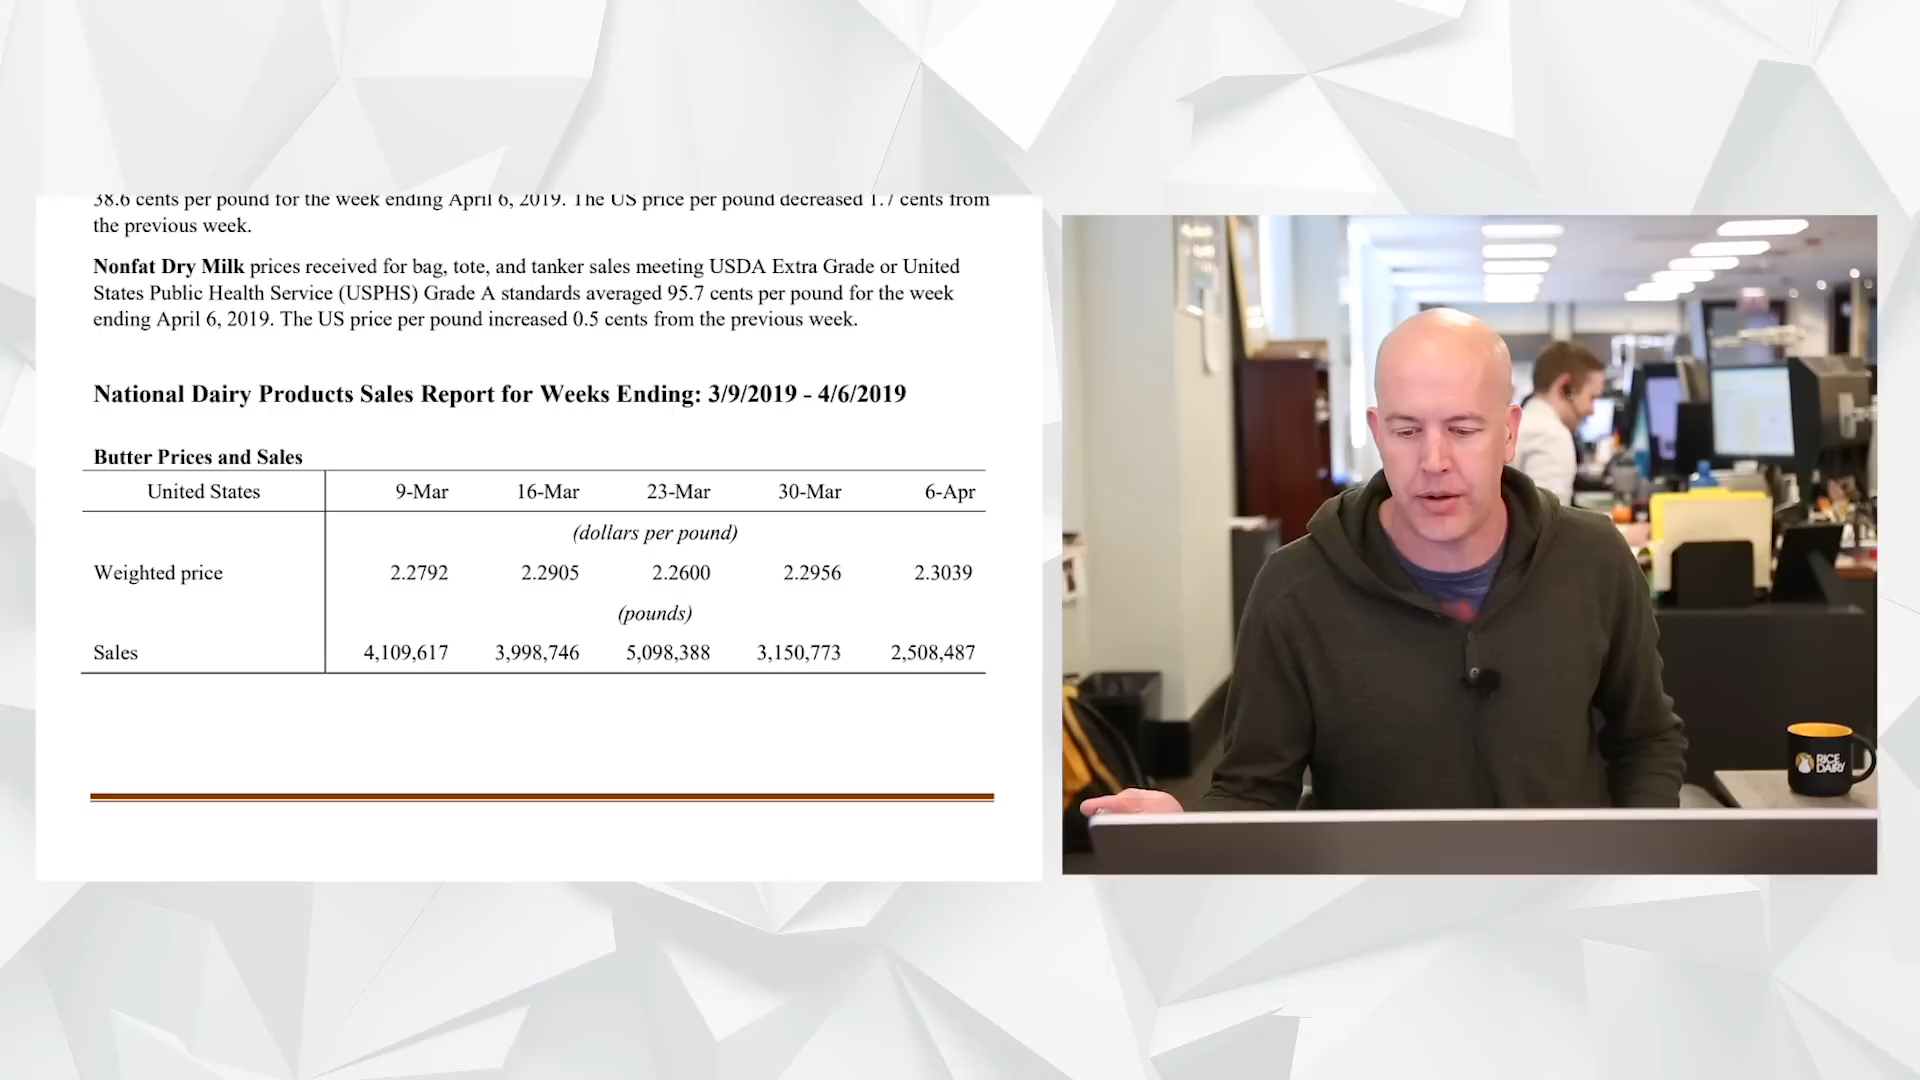 38.6 cents per pound for the week ending April 6, 2019. The US price per pound decreased 1.7 cents from
the previous week.
Nonfat Dry Milk prices received for bag, tote, and tanker sales meeting USDA Extra Grade or United
States Public Health Service (USPHS) Grade A standards averaged 95.7 cents per pound for the week
ending April 6, 2019. The US price per pound increased 0.5 cents from the previous week.
National Dairy Products Sales Report for Weeks Ending: 3/9/2019 - 4/6/2019
Butter Prices and Sales
United States 9-Mar 16-Mar 23-Mar 30-Mar 6-Apr
(dollars per pound)
Weighted price 2.2792 2.2905 2.2600 2.2956 2.3039
(pounds)
Sales 4,109,617 3,998,746 5,098,388 3,150,773 2,508,487
RICE
DAIRY